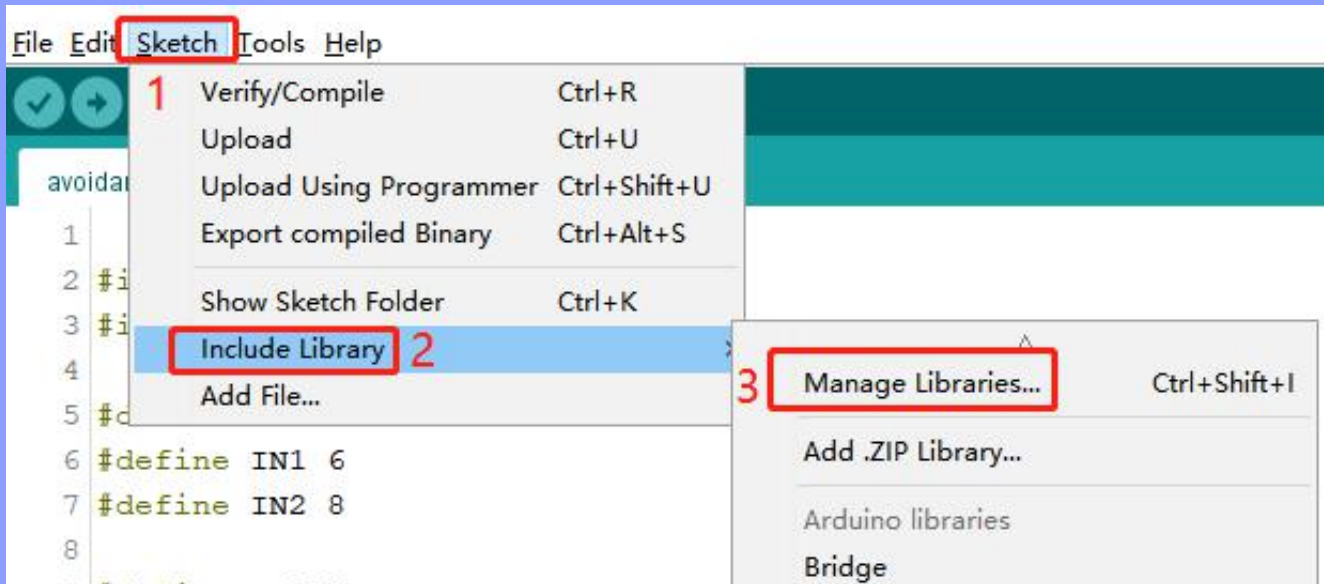 File Edit Sketch Tools Help
1
Verify/Compile Ctrl+R
Upload Ctrl+U
Upload Using Programmer Ctrl+Shift+U
Export compiled Binary Ctrl+Alt+S
Show Sketch Folder Ctrl+K
Include Library 2
Add File...
3 Manage Libraries... Ctrl+Shift+I
Add .ZIP Library...
Arduino libraries
Bridge
1
2 #i
3 #i
4
5 #d
6 #define IN1 6
7 #define IN2 8
8